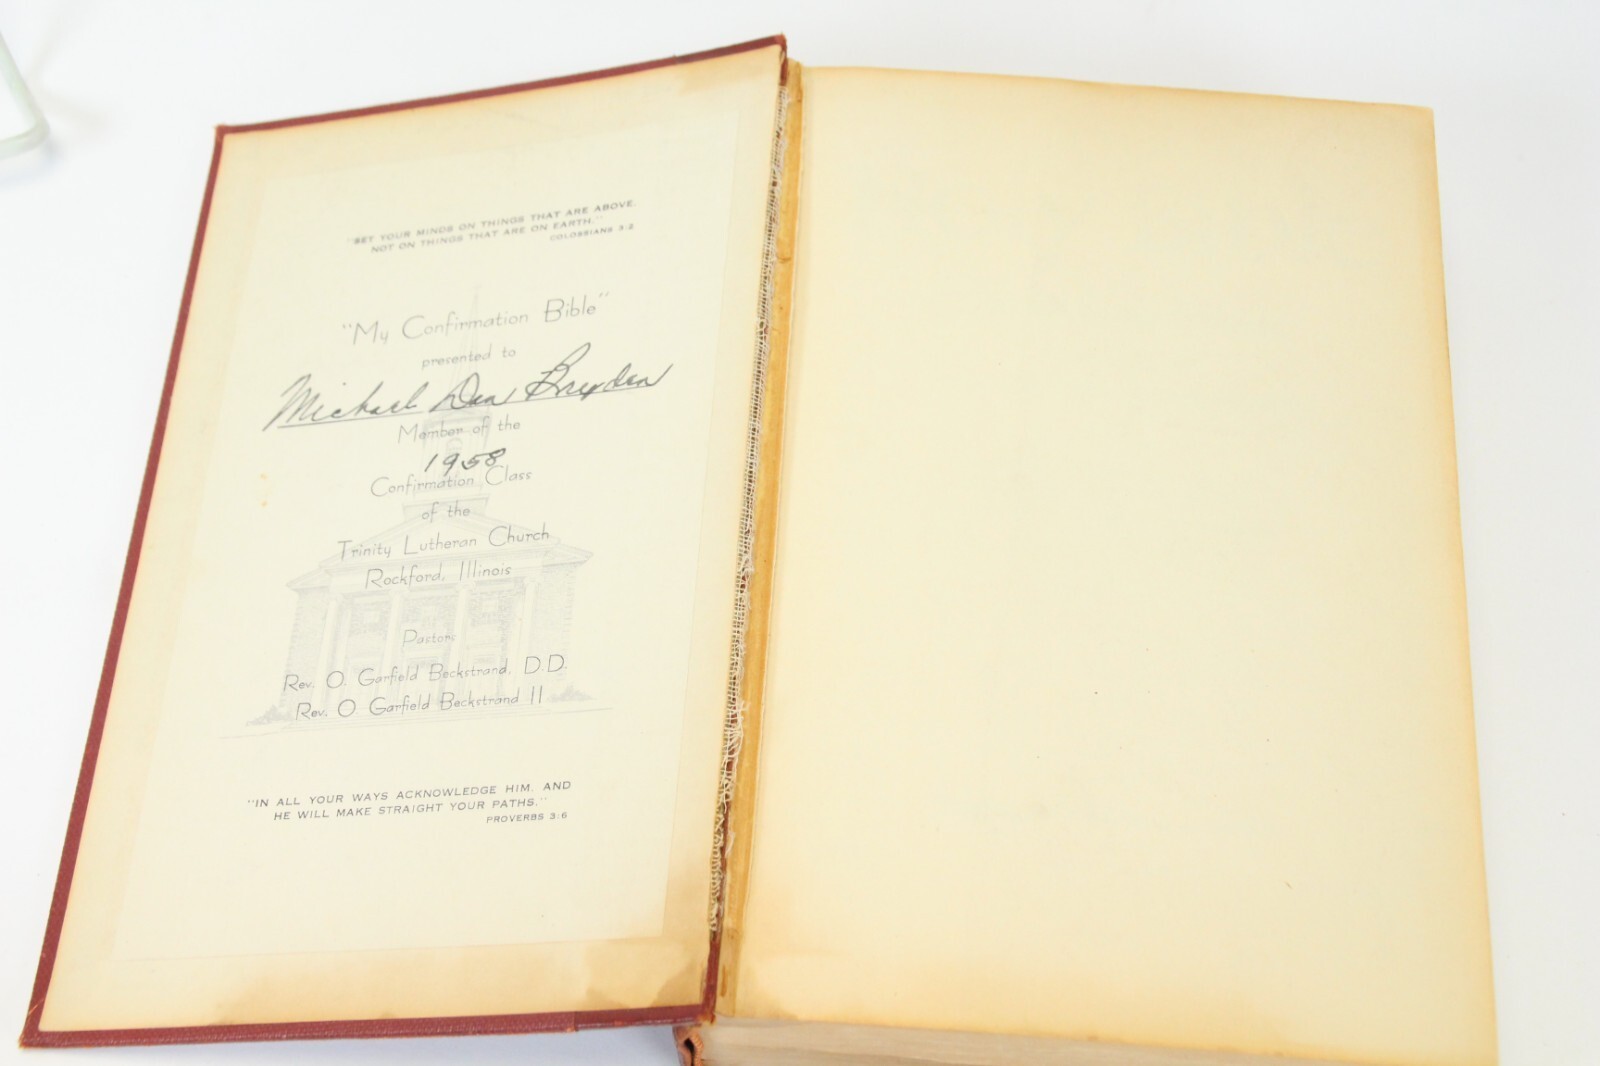 "SET YOUR MINDS ON THINGS THAT ARE ABOVE,
NOT ON THINGS THAT ARE ON EARTH."
COLOSSIANS 3:2
"My Confirmation Bible"
presented to
Michael Dan
Member of the
1958
Confirmation Class
of the
Trinity Lutheran Church
Rockford, Illinois
Pastors
Rev. O. Garfield Beckstrand, D.D.
Rev. O Garfield Beckstrand II
"IN ALL YOUR WAYS ACKNOWLEDGE HIM, AND
HE WILL MAKE STRAIGHT YOUR PATHS."
PROVERBS 3:6